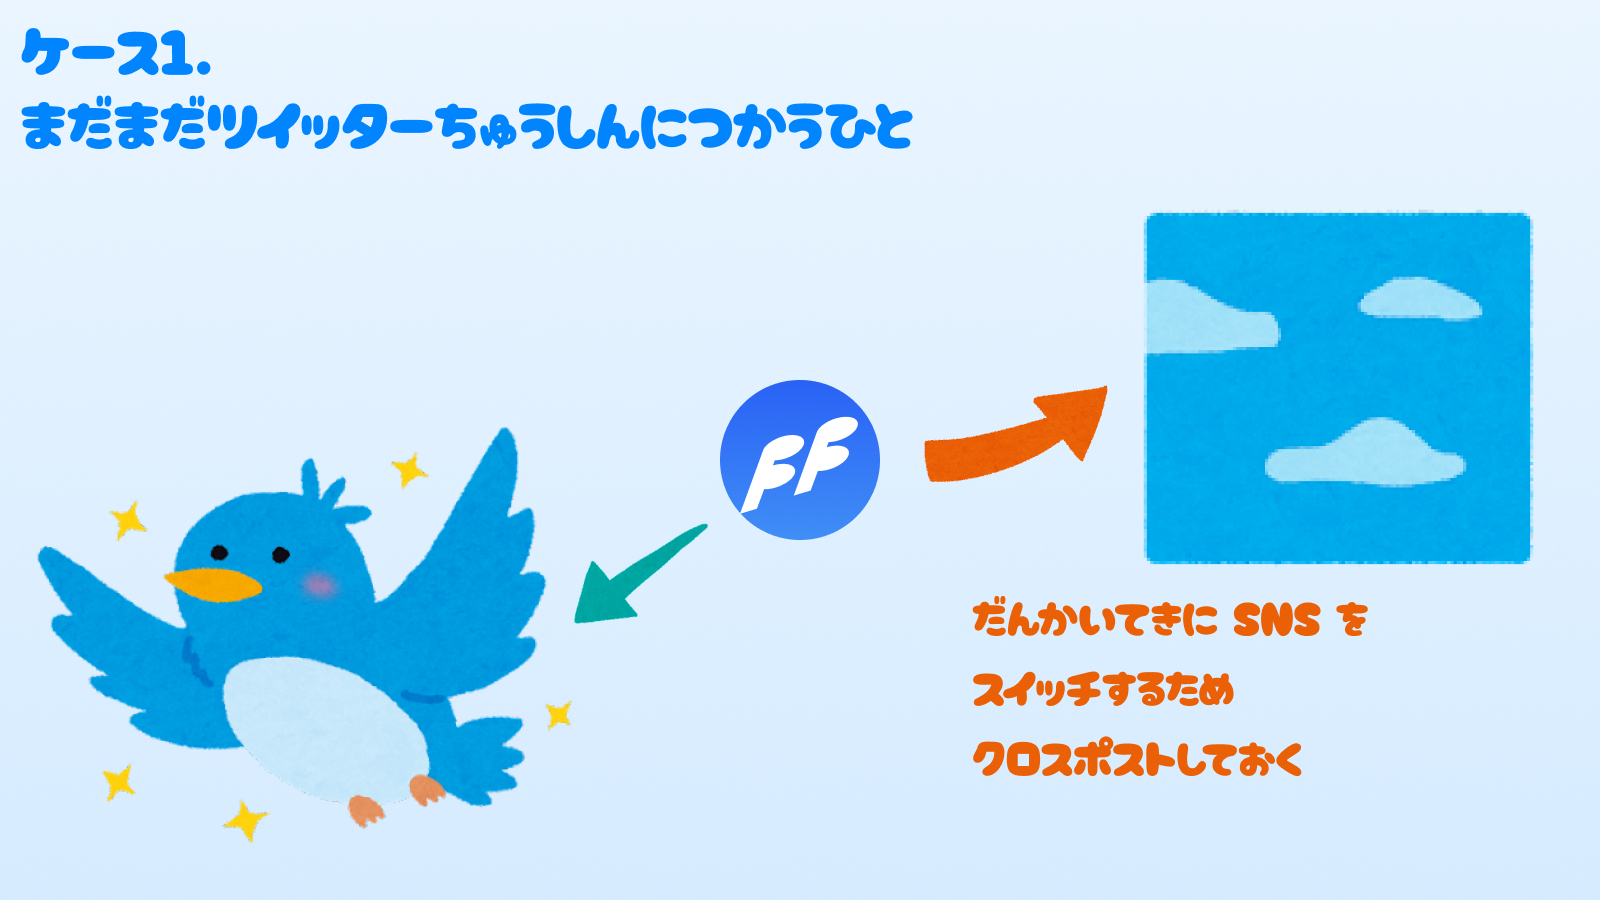 ケース1.
まだまだツイッターちゅうしんにつかうひと
FF
だんかいてきに SNS を
スイッチするため
クロスポストしておく